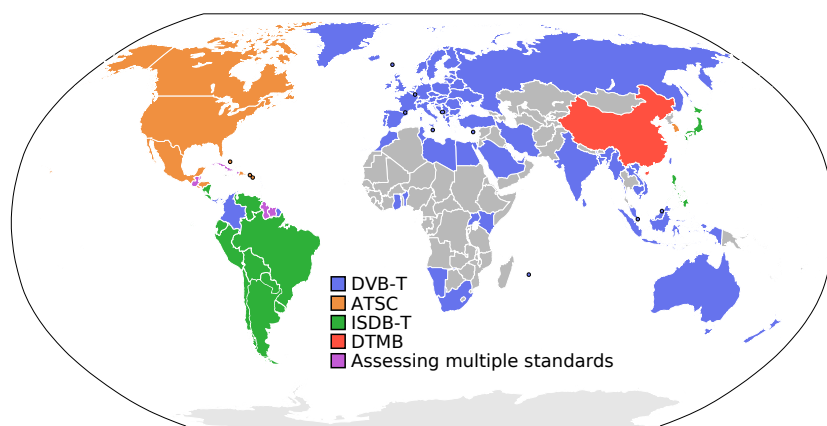 DVB-T
ATSC
ISDB-T
DTMB
Assessing multiple standards